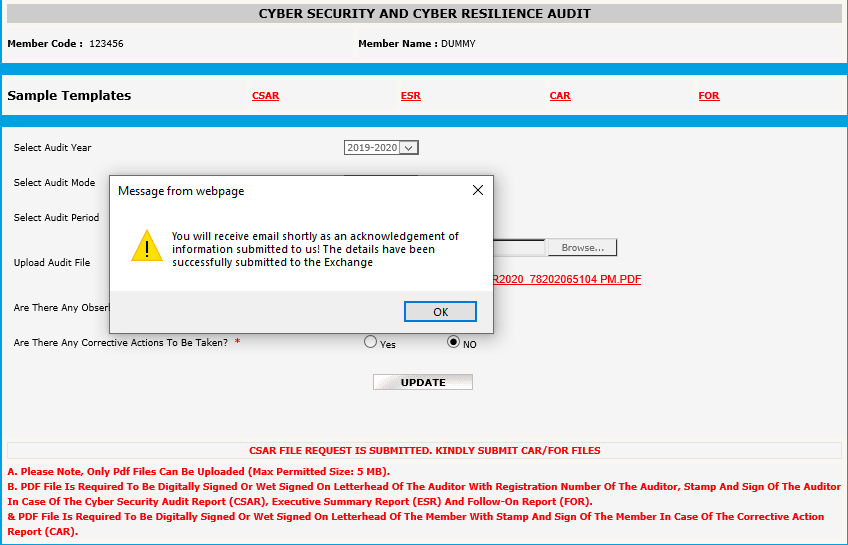 CYBER SECURITY AND CYBER RESILIENCE AUDIT
Member Code : 123456 Member Name : DUMMY
Sample Templates CSAR ESR CAR FOR
Select Audit Year 2019-2020
Select Audit Mode
Message from webpage
Select Audit Period
You will receive email shortly as an acknowledgement of
information submitted to us! The details have been
successfully submitted to the Exchange
Browse...
Upload Audit File
R2020_78202065104 PM.PDF
Are There Any Obser
OK
Are There Any Corrective Actions To Be Taken? * Yes NO
UPDATE
CSAR FILE REQUEST IS SUBMITTED. KINDLY SUBMIT CAR/FOR FILES
A. Please Note, Only Pdf Files Can Be Uploaded (Max Permitted Size: 5 MB).
B. PDF File Is Required To Be Digitally Signed Or Wet Signed On Letterhead Of The Auditor With Registration Number Of The Auditor, Stamp And Sign Of The Auditor
In Case Of The Cyber Security Audit Report (CSAR), Executive Summary Report (ESR) And Follow-On Report (FOR).
& PDF File Is Required To Be Digitally Signed Or Wet Signed On Letterhead Of The Member With Stamp And Sign Of The Member In Case Of The Corrective Action
Report (CAR).